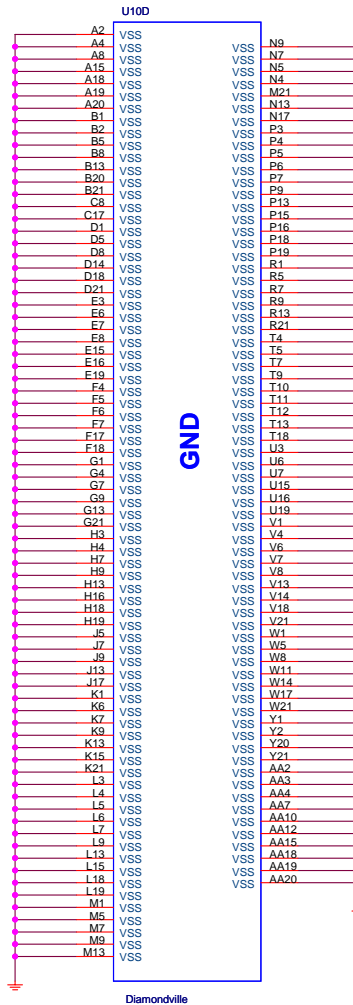 U10D
A2 VSS
A4 VSS
A8 VSS
A15 VSS
A18 VSS
A19 VSS
A20 VSS
B1 VSS
B2 VSS
B5 VSS
B8 VSS
B13 VSS
B20 VSS
B21 VSS
C8 VSS
C17 VSS
D1 VSS
D5 VSS
D8 VSS
D14 VSS
D18 VSS
D21 VSS
E3 VSS
E6 VSS
E7 VSS
E8 VSS
E15 VSS
E16 VSS
E19 VSS
F4 VSS
F5 VSS
F6 VSS
F7 VSS
F17 VSS
F18 VSS
G1 VSS
G4 VSS
G7 VSS
G9 VSS
G13 VSS
G21 VSS
H3 VSS
H4 VSS
H7 VSS
H9 VSS
H13 VSS
H16 VSS
H18 VSS
H19 VSS
J5 VSS
J7 VSS
J9 VSS
J13 VSS
J17 VSS
K1 VSS
K6 VSS
K7 VSS
K9 VSS
K13 VSS
K15 VSS
K21 VSS
L3 VSS
L4 VSS
L5 VSS
L6 VSS
L7 VSS
L9 VSS
L13 VSS
L15 VSS
L18 VSS
L19 VSS
M1 VSS
M5 VSS
M7 VSS
M9 VSS
M13 VSS
GND
VSS N9
VSS N7
VSS N5
VSS N4
VSS M21
VSS N13
VSS N17
VSS P3
VSS P4
VSS P5
VSS P6
VSS P7
VSS P9
VSS P13
VSS P15
VSS P16
VSS P18
VSS P19
VSS R1
VSS R5
VSS R7
VSS R9
VSS R13
VSS R21
VSS T4
VSS T5
VSS T7
VSS T9
VSS T10
VSS T11
VSS T12
VSS T13
VSS T18
VSS U3
VSS U6
VSS U7
VSS U15
VSS U16
VSS U19
VSS V1
VSS V4
VSS V6
VSS V7
VSS V8
VSS V13
VSS V14
VSS V18
VSS V21
VSS W1
VSS W5
VSS W8
VSS W11
VSS W14
VSS W17
VSS W21
VSS Y1
VSS Y2
VSS Y20
VSS Y21
VSS AA2
VSS AA3
VSS AA4
VSS AA7
VSS AA10
VSS AA12
VSS AA15
VSS AA18
VSS AA19
VSS AA20
Diamondville